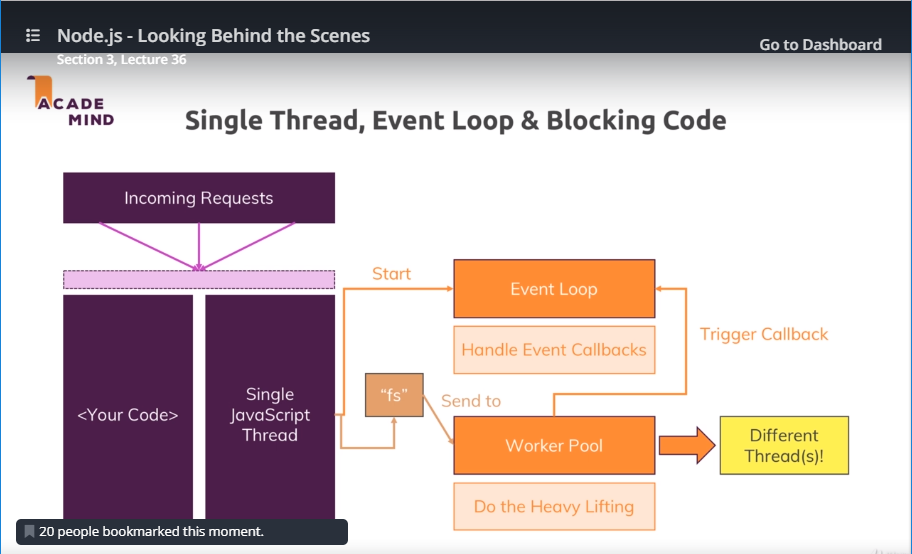 Node.js - Looking Behind the Scenes
Section 3, Lecture 36
Go to Dashboard
ACADE
MIND
Single Thread, Event Loop & Blocking Code
Incoming Requests
Start
Event Loop
Handle Event Callbacks
Trigger Callback
<Your Code>
Single
JavaScript
Thread
"fs"
Send to
Worker Pool
Different
Thread(s)!
Do the Heavy Lifting
20 people bookmarked this moment.